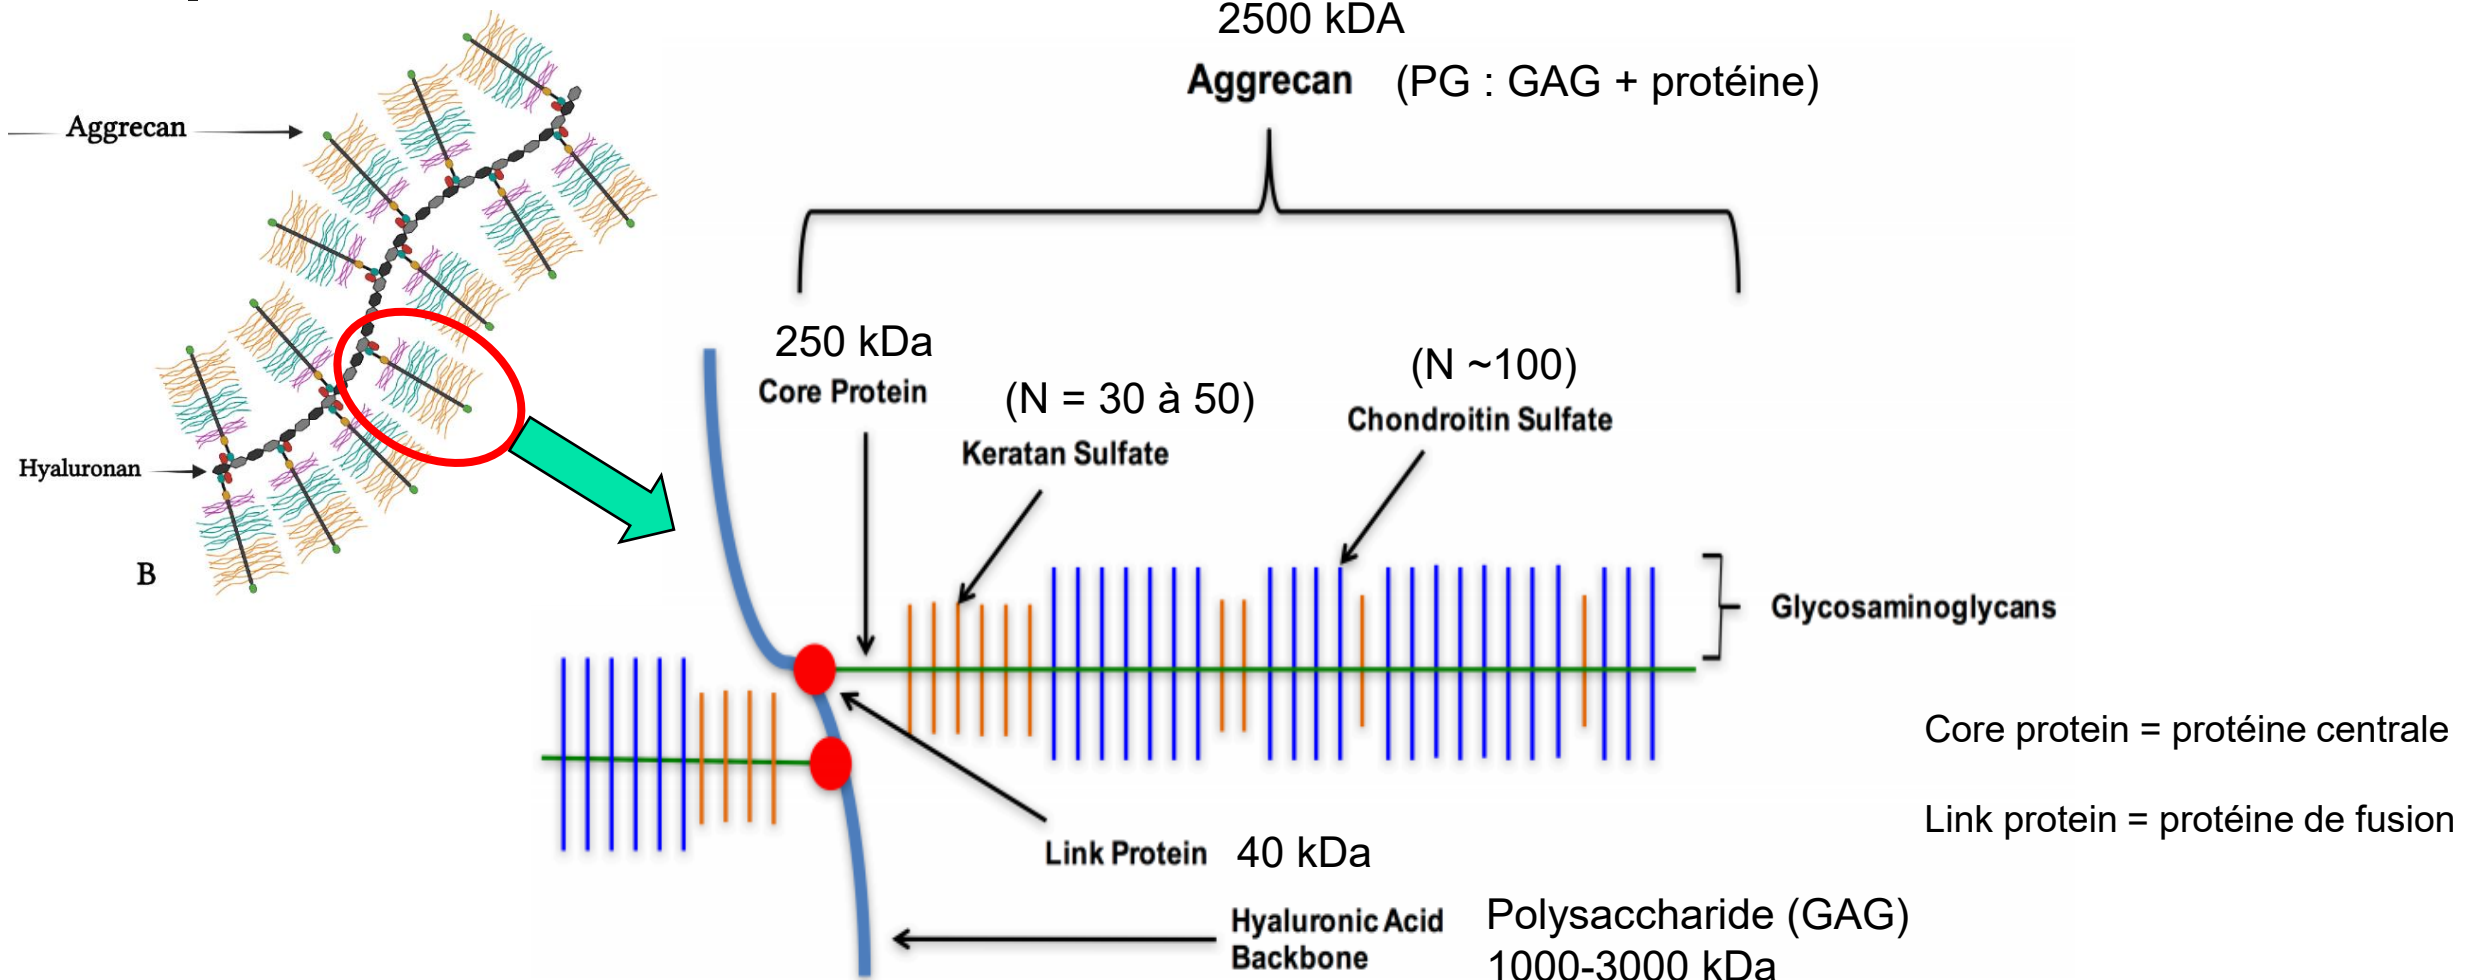 2500 kDA
Aggrecan (PG : GAG + protéine)
Aggrecan
Hyaluronan
B
250 kDa
Core Protein
(N = 30 à 50)
Keratan Sulfate
(N ~100)
Chondroitin Sulfate
Glycosaminoglycans
Core protein = protéine centrale
Link protein = protéine de fusion
Link Protein 40 kDa
Hyaluronic Acid
Backbone
Polysaccharide (GAG)
1000-3000 kDa